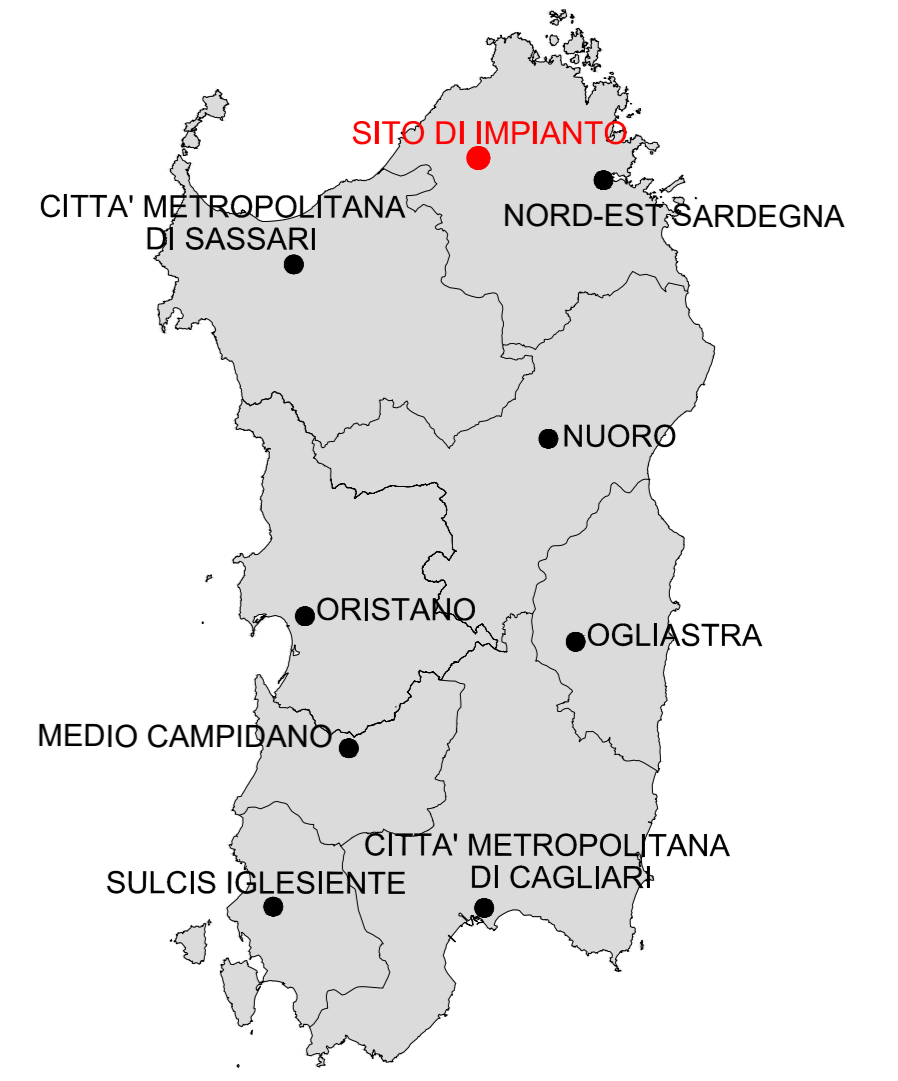 SITO DI IMPIANTO
CITTA' METROPOLITANA
DI SASSARI
NORD-EST SARDEGNA
NUORO
ORISTANO
OGLIASTRA
MEDIO CAMPIDANO
CITTA' METROPOLITANA
DI CAGLIARI
SULCIS IGLESIENTE